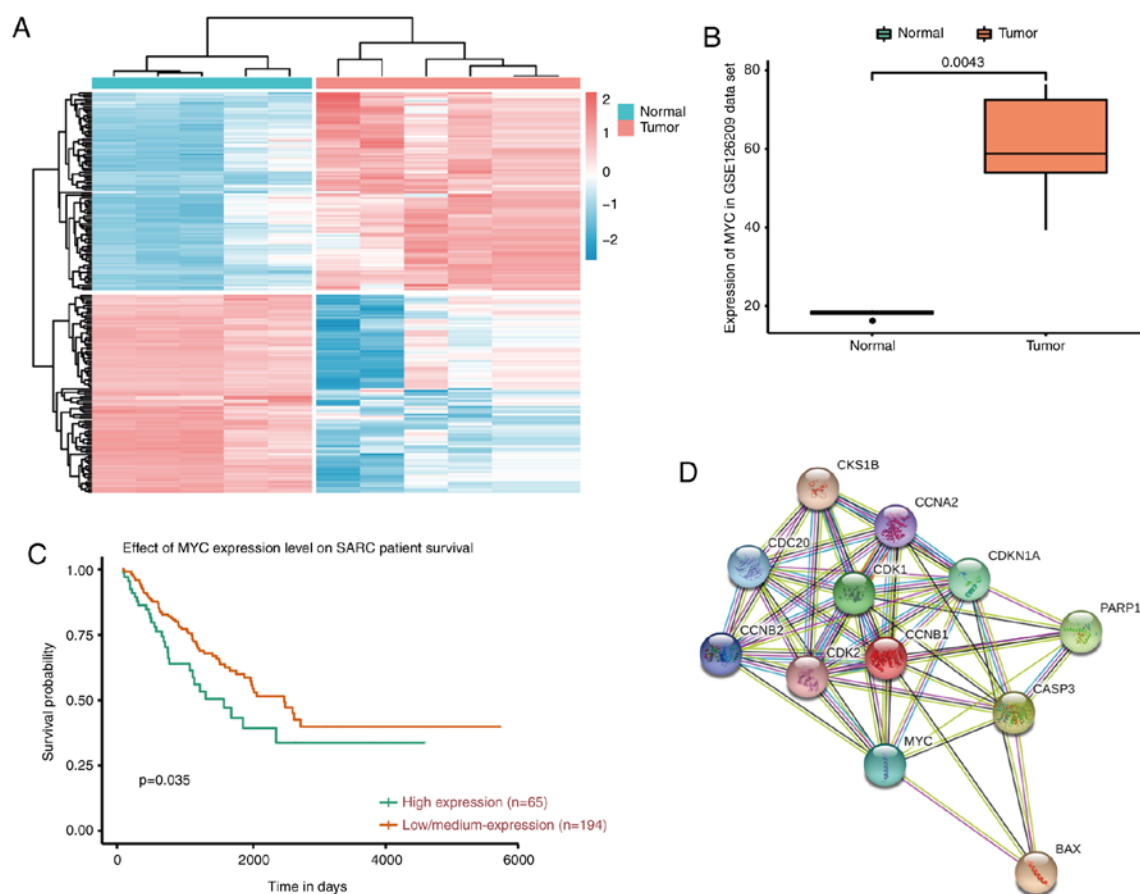 A
2
1
0
−1
−2
Normal
Tumor
B
Normal
Tumor
0.0043
80
60
40
20
Expression of MYC in GSE126209 data set
Normal
Tumor
C
Effect of MYC expression level on SARC patient survival
1.00
0.75
0.50
0.25
0.00
Survival probability
p=0.035
High expression (n=65)
Low/medium-expression (n=194)
0
2000
4000
6000
Time in days
D
CKS1B
CCNA2
CDC20
CDK1
CDKN1A
PARP1
CCNB2
CCNB1
CDK2
CASP3
MYC
BAX